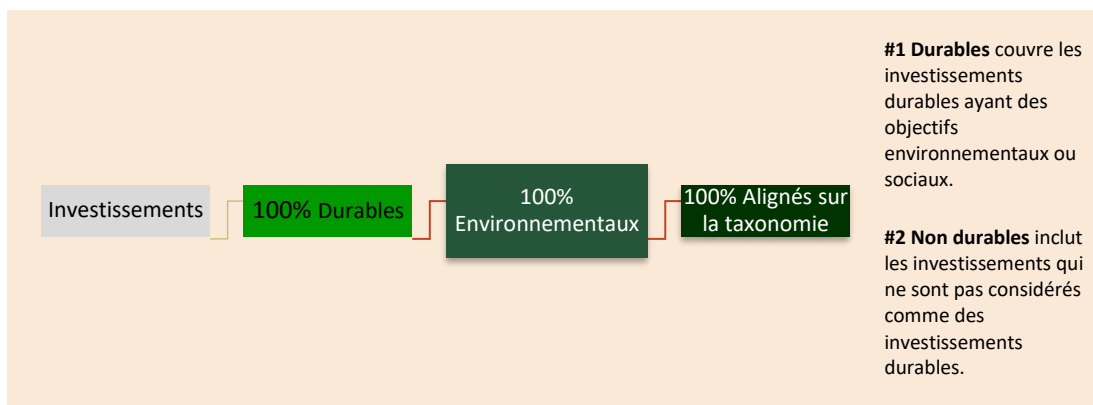 Investissements
100% Durables
100%
Environnementaux
100% Alignés sur
la taxonomie
#1 Durables couvre les
investissements
durables ayant des
objectifs
environnementaux ou
sociaux.
#2 Non durables inclut
les investissements qui
ne sont pas considérés
comme des
investissements
durables.